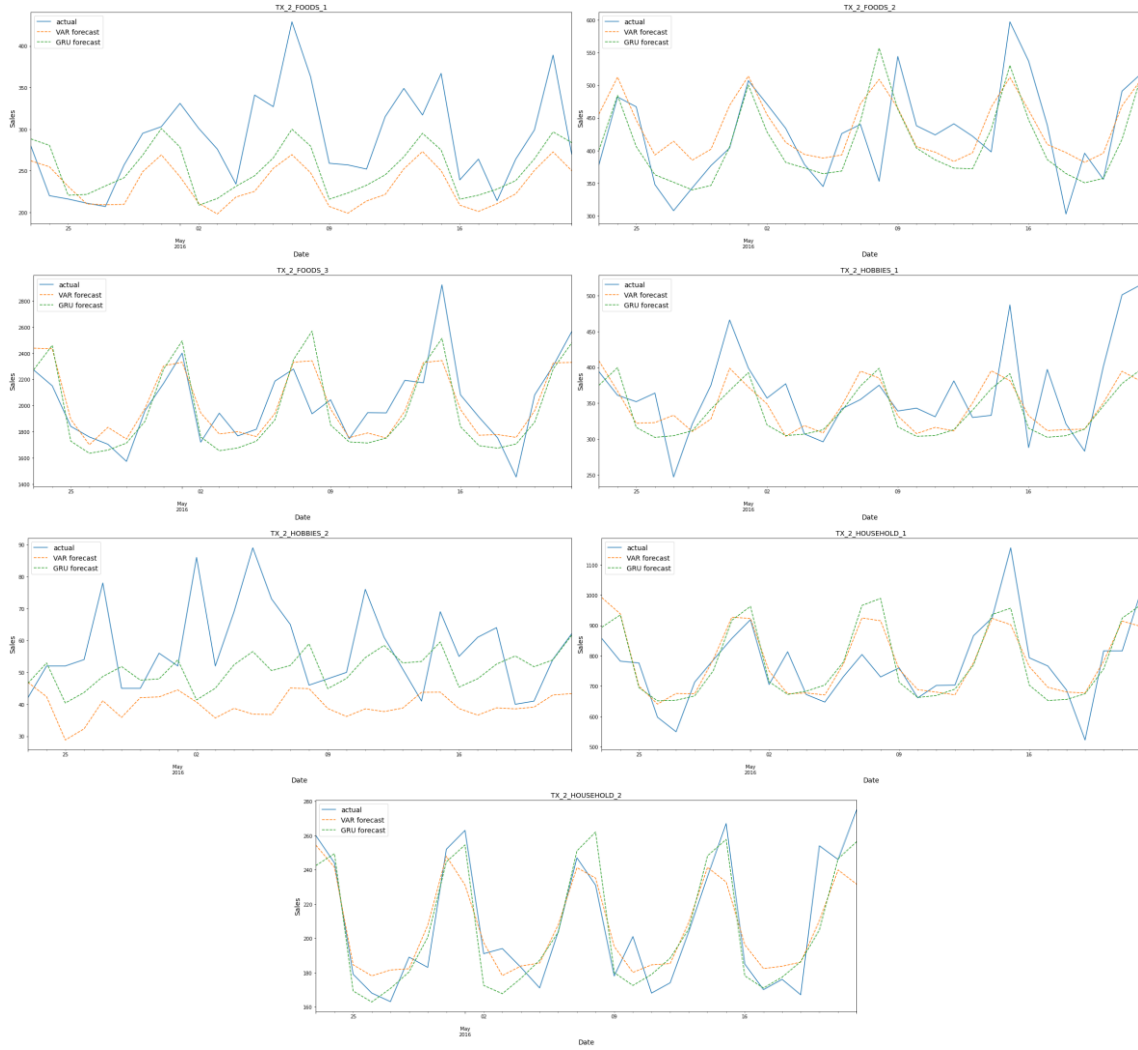 TX_2_FOODS_1
actual
VAR forecast
GRU forecast
Sales
400
350
300
250
200
25
02
09
16
May
2016
Date
TX_2_FOODS_2
actual
VAR forecast
GRU forecast
Sales
600
550
500
450
400
350
300
25
02
09
16
May
2016
Date
TX_2_FOODS_3
actual
VAR forecast
GRU forecast
Sales
2800
2600
2400
2200
2000
1800
1600
1400
25
02
09
16
May
2016
Date
TX_2_HOBBIES_1
actual
VAR forecast
GRU forecast
Sales
500
450
400
350
300
250
25
02
09
16
May
2016
Date
TX_2_HOBBIES_2
actual
VAR forecast
GRU forecast
Sales
90
80
70
60
50
40
30
25
02
09
16
May
2016
Date
TX_2_HOUSEHOLD_1
actual
VAR forecast
GRU forecast
Sales
1100
1000
900
800
700
600
500
25
02
09
16
May
2016
Date
TX_2_HOUSEHOLD_2
actual
VAR forecast
GRU forecast
Sales
280
260
240
220
200
180
160
25
02
09
16
May
2016
Date